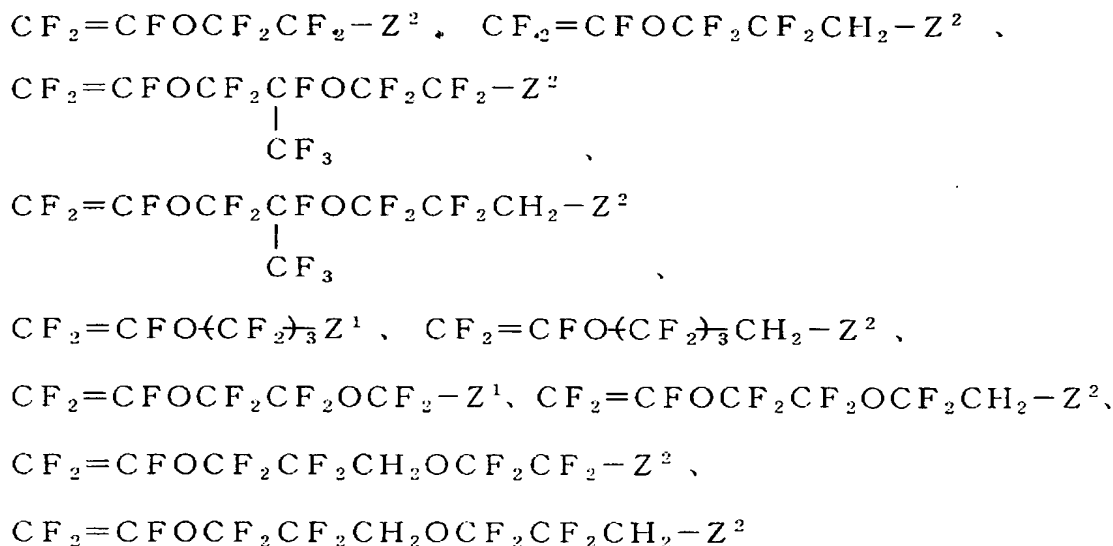 CF₂=CFOCF₂CF₂−Z²、 CF₂=CFOCF₂CF₂CH₂−Z² 、
CF₂=CFOCF₂CFOCF₂CF₂−Z²
|
CF₃ 、
CF₂=CFOCF₂CFOCF₂CF₂CH₂−Z²
|
CF₃ 、
CF₂=CFO(CF₂)₃Z¹ 、 CF₂=CFO(CF₂)₃CH₂−Z² 、
CF₂=CFOCF₂CF₂OCF₂−Z¹、 CF₂=CFOCF₂CF₂OCF₂CH₂−Z²、
CF₂=CFOCF₂CF₂CH₂OCF₂CF₂−Z² 、
CF₂=CFOCF₂CF₂CH₂OCF₂CF₂CH₂−Z²